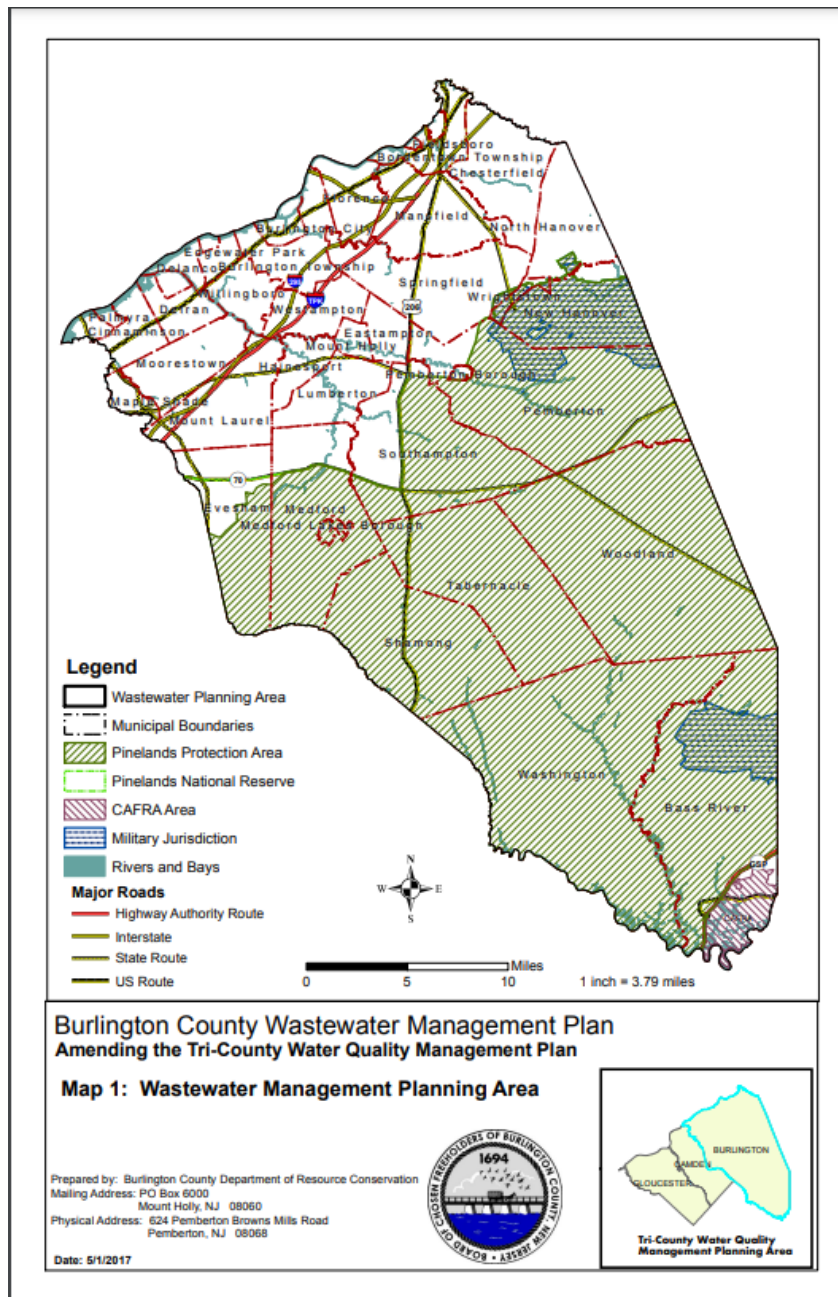 Fieldsboro
Bordentown Township
Chesterfield
Florence
Mansfield
Burlington City
North Hanover
Edgewater Park
Delanco
Burlington Township
Springfield
295
Willingboro
Wrightstown
TPK
206
Delran
Westampton
New Hanover
Palmyra
Cinnaminson
Eastampton
Mount Holly
Moorestown
Hainesport
Pemberton Borough
Lumberton
Maple Shade
Pemberton
Mount Laurel
Southampton
70
Evesham
Medford
Medford Lakes Borough
Woodland
Tabernacle
Shamong
Washington
Bass River
GSP
CAFRA
Legend
Wastewater Planning Area
Municipal Boundaries
Pinelands Protection Area
Pinelands National Reserve
CAFRA Area
Military Jurisdiction
Rivers and Bays
Major Roads
Highway Authority Route
Interstate
State Route
US Route
N
W E
S
Miles
0 5 10
1 inch = 3.79 miles
Burlington County Wastewater Management Plan
Amending the Tri-County Water Quality Management Plan
Map 1: Wastewater Management Planning Area
Prepared by: Burlington County Department of Resource Conservation
Mailing Address: PO Box 6000
Mount Holly, NJ 08060
Physical Address: 624 Pemberton Browns Mills Road
Pemberton, NJ 08068
Date: 5/1/2017
BOARD OF CHOSEN FREEHOLDERS OF BURLINGTON COUNTY, NEW JERSEY
1694
BURLINGTON
CAMDEN
GLOUCESTER
Tri-County Water Quality
Management Planning Area